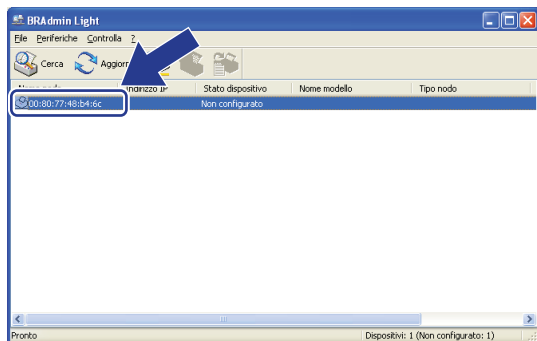 BRAdmin Light
File Periferiche Controlla ?
Cerca
Indirizzo IP Stato dispositivo Nome modello Tipo nodo
00:80:77:48:b4:6c Non configurato
Pronto Dispositivi: 1 (Non configurato: 1)